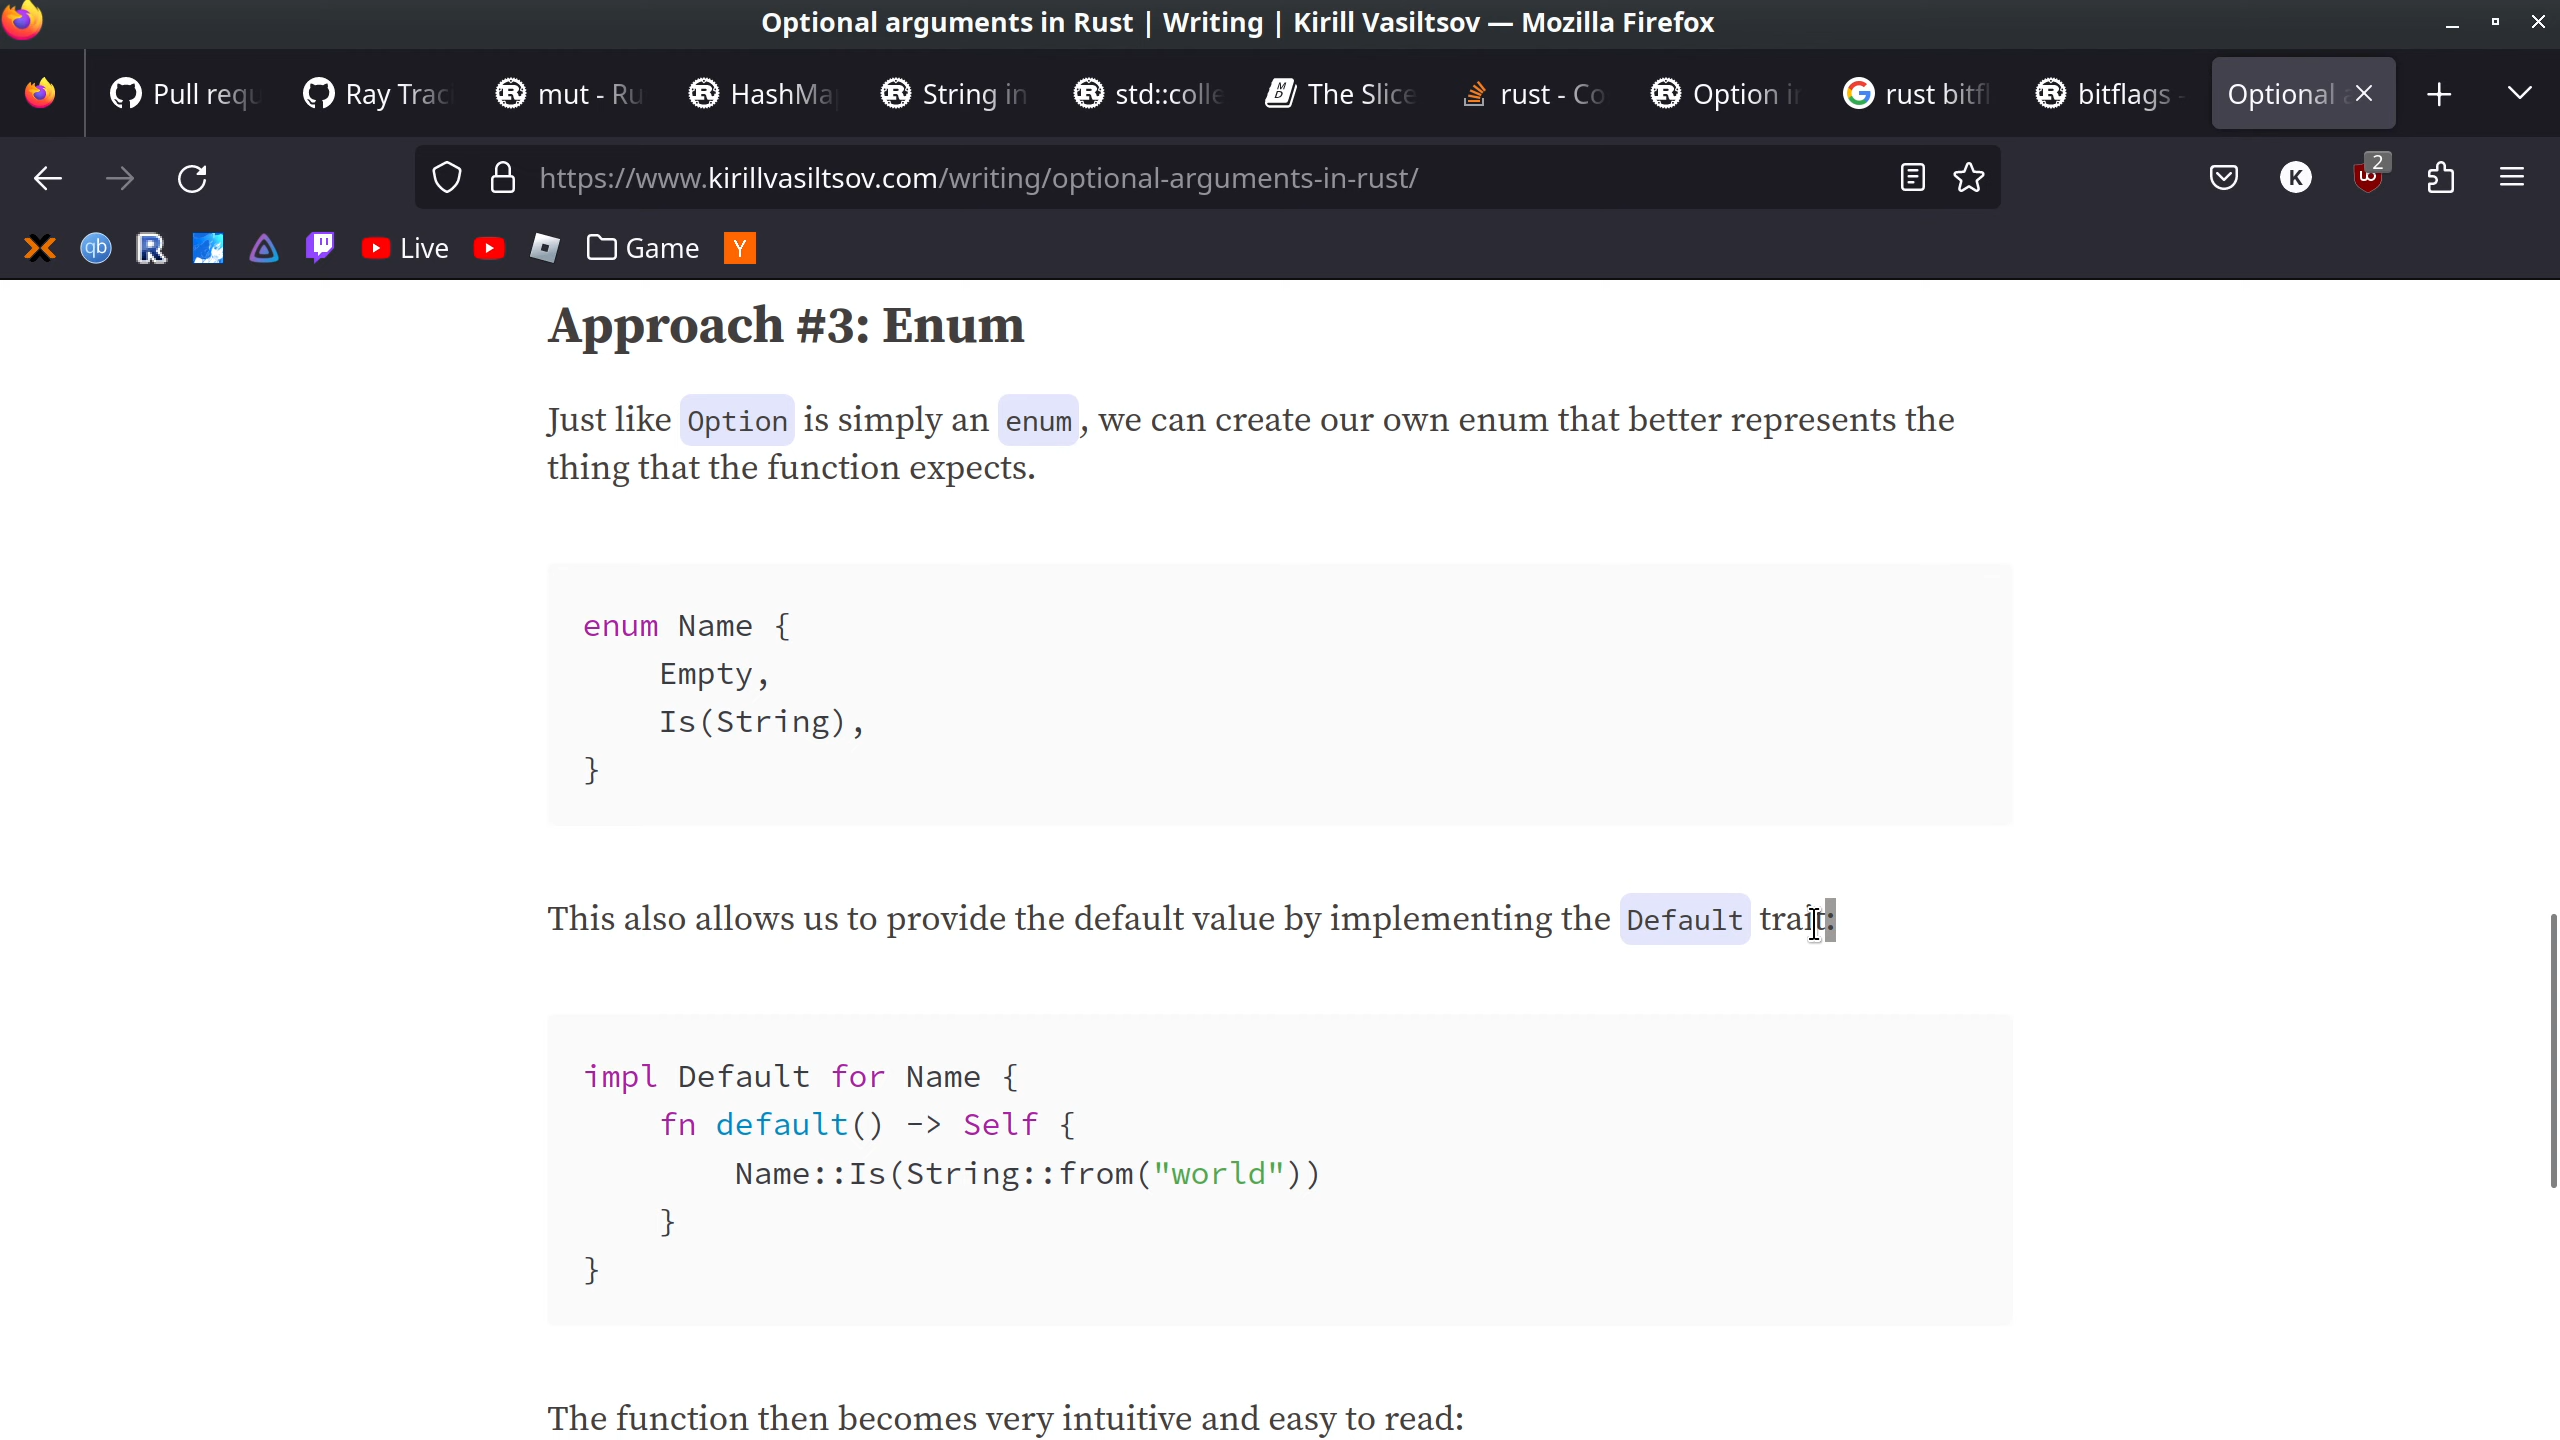 Optional arguments in Rust | Writing | Kirill Vasiltsov — Mozilla Firefox
Pull requ
Ray Traci
mut - Ru
HashMa
String in
std::colle
The Slice
rust - Co
Option in
rust bitfl
bitflags -
Optional a
https://www.kirillvasiltsov.com/writing/optional-arguments-in-rust/
K
2
qb
R
Live
Game
Y
Approach #3: Enum
Just like Option is simply an enum, we can create our own enum that better represents the
thing that the function expects.
enum Name {
    Empty,
    Is(String),
}
This also allows us to provide the default value by implementing the Default trait:
impl Default for Name {
    fn default() -> Self {
        Name::Is(String::from("world"))
    }
}
The function then becomes very intuitive and easy to read: